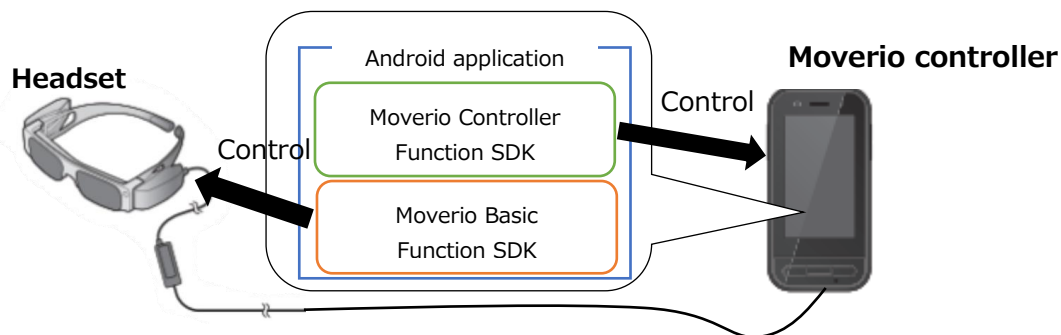 Headset
Control
Android application
Moverio Controller
Function SDK
Moverio Basic
Function SDK
Control
Moverio controller